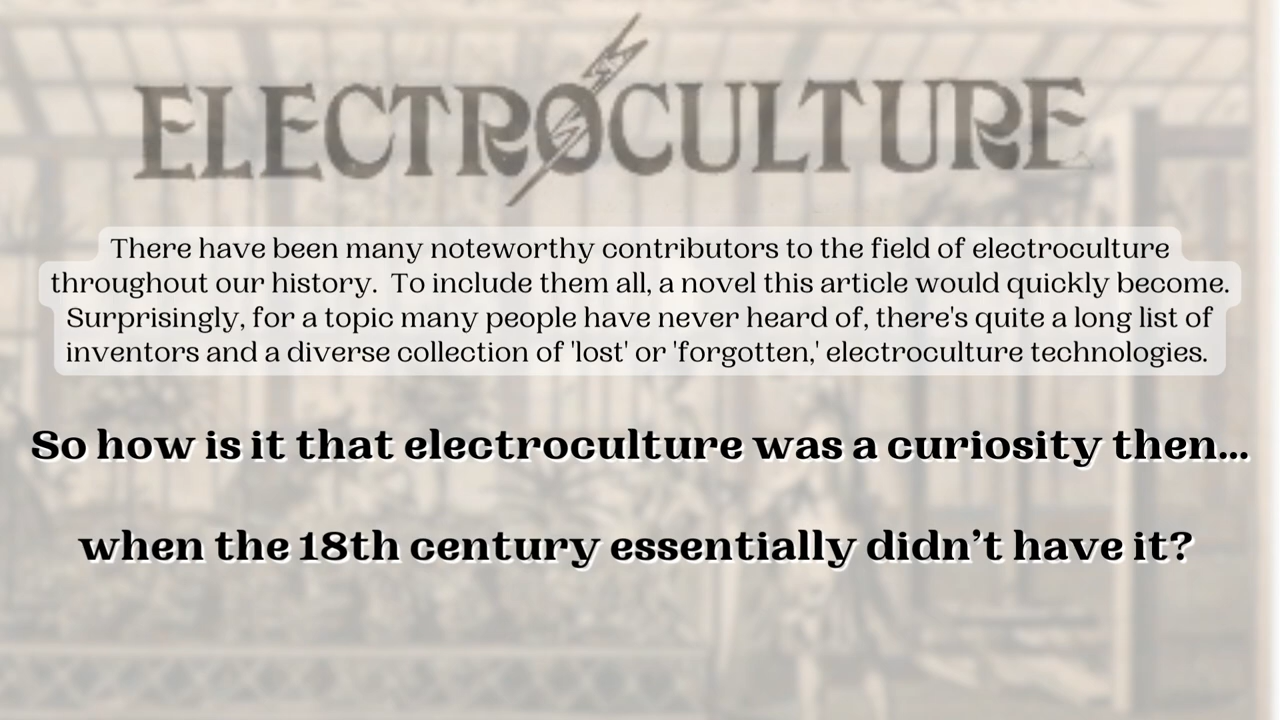 ELECTROCULTURE
There have been many noteworthy contributors to the field of electroculture
throughout our history.  To include them all, a novel this article would quickly become.
Surprisingly, for a topic many people have never heard of, there's quite a long list of
inventors and a diverse collection of 'lost' or 'forgotten,' electroculture technologies.
So how is it that electroculture was a curiosity then...
when the 18th century essentially didn't have it?